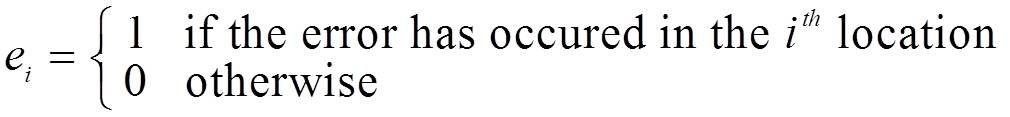 e_i = { 1 if the error has occured in the i^th location
0 otherwise